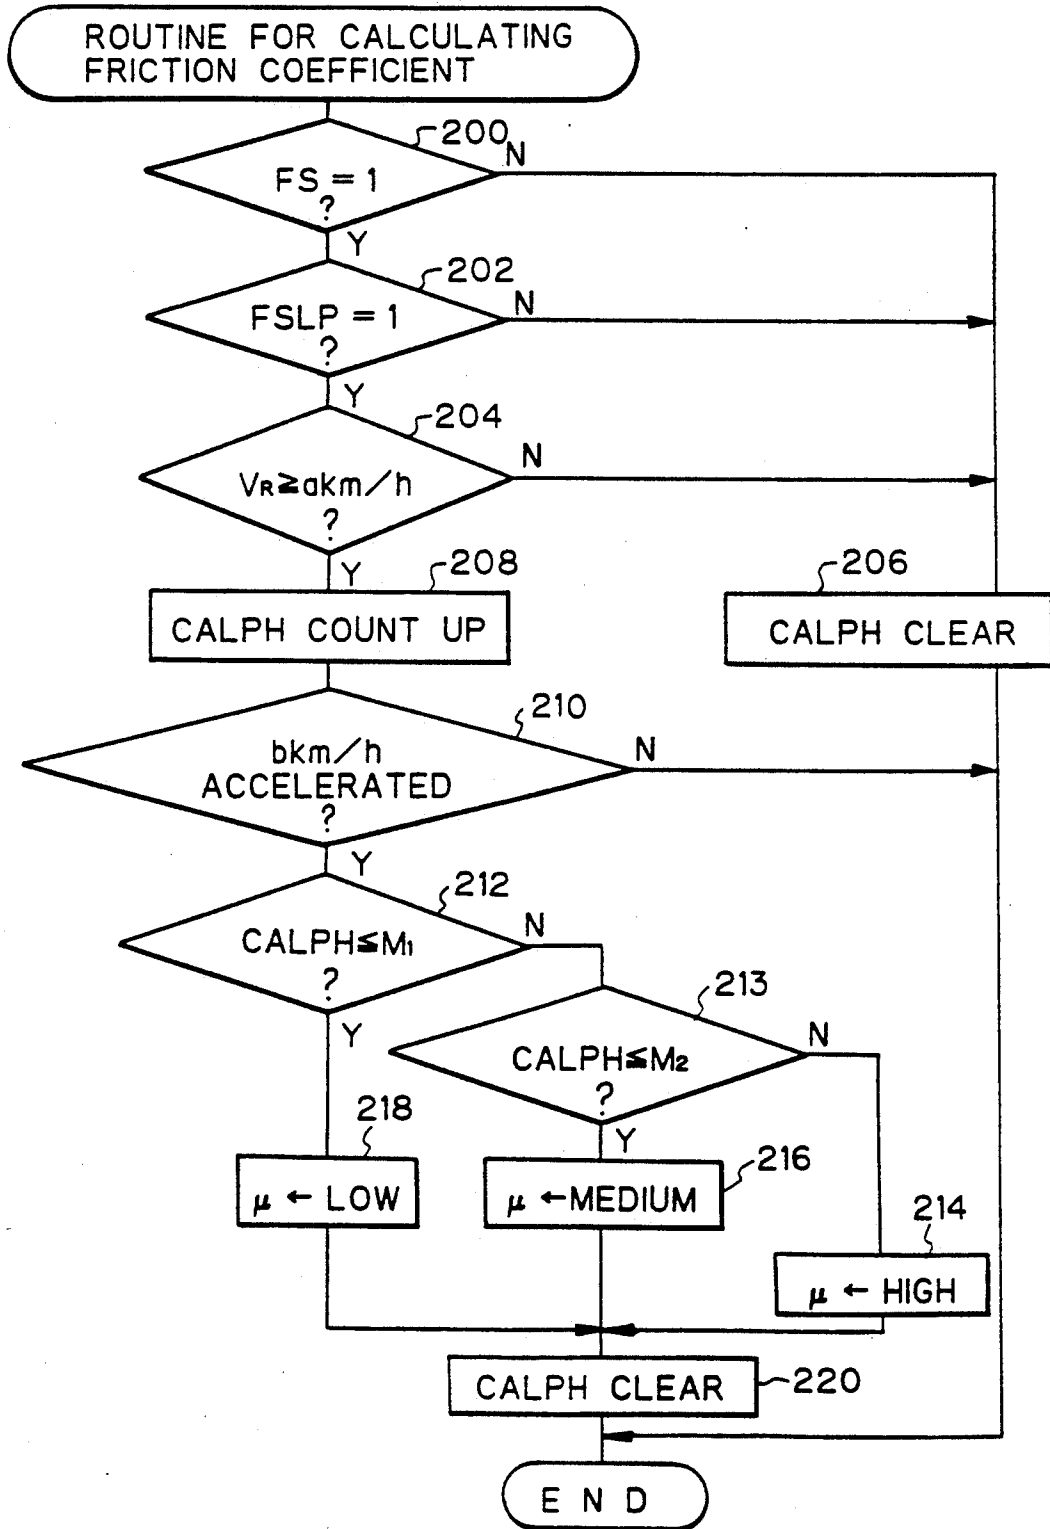 ROUTINE FOR CALCULATING
FRICTION COEFFICIENT
200
N
FS = 1
?
Y
202
N
FSLP = 1
?
Y
204
N
VR≧akm/h
?
Y
208
206
CALPH COUNT UP
CALPH CLEAR
210
N
bkm/h
ACCELERATED
?
Y
212
N
CALPH≦M1
?
Y
213
N
CALPH≦M2
?
Y
218
216
μ ← LOW
μ ←MEDIUM
214
μ ← HIGH
CALPH CLEAR
220
E N D